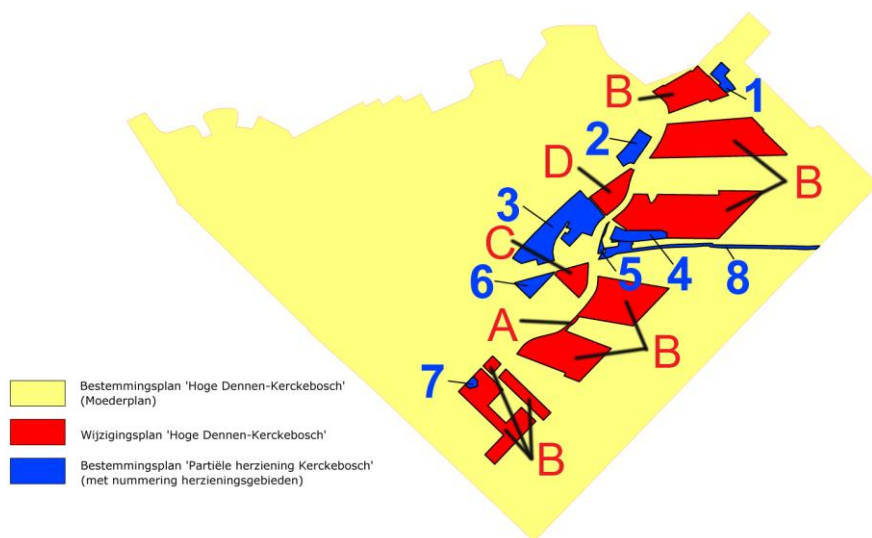 B
1
2
D
B
3
C
6
5
4
8
A
B
7
B
Bestemmingsplan 'Hoge Dennen-Kerckebosch'
(Moederplan)
Wijzigingsplan 'Hoge Dennen-Kerckebosch'
Bestemmingsplan 'Partiële herziening Kerckebosch'
(met nummering herzieningsgebieden)